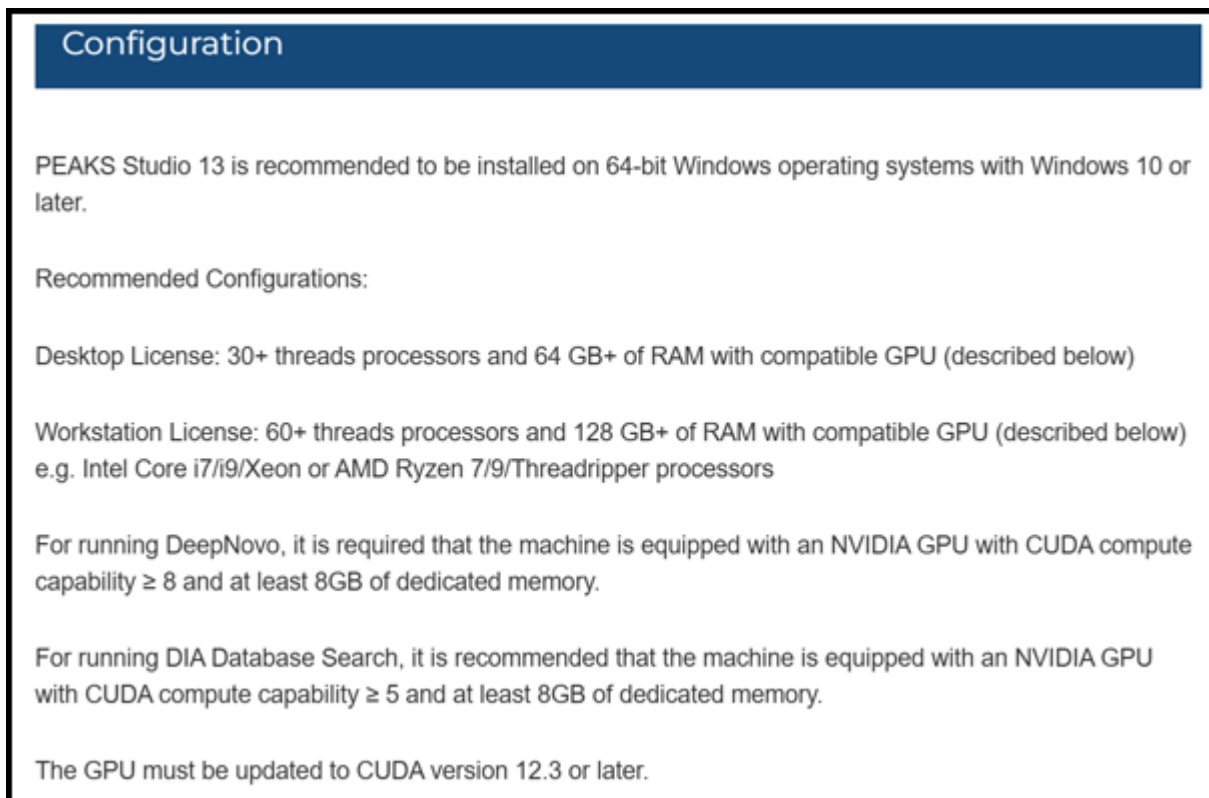 Configuration
PEAKS Studio 13 is recommended to be installed on 64-bit Windows operating systems with Windows 10 or
later.
Recommended Configurations:
Desktop License: 30+ threads processors and 64 GB+ of RAM with compatible GPU (described below)
Workstation License: 60+ threads processors and 128 GB+ of RAM with compatible GPU (described below)
e.g. Intel Core i7/i9/Xeon or AMD Ryzen 7/9/Threadripper processors
For running DeepNovo, it is required that the machine is equipped with an NVIDIA GPU with CUDA compute
capability ≥ 8 and at least 8GB of dedicated memory.
For running DIA Database Search, it is recommended that the machine is equipped with an NVIDIA GPU
with CUDA compute capability ≥ 5 and at least 8GB of dedicated memory.
The GPU must be updated to CUDA version 12.3 or later.